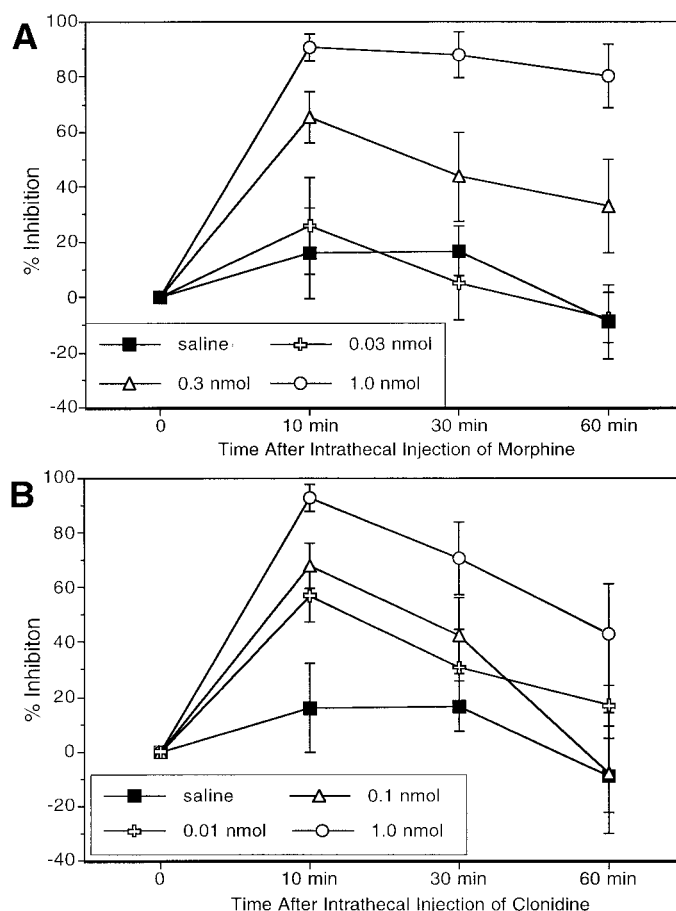 A
100
80
60
40
20
0
-20
-40
% Inhibition
saline
0.03 nmol
0.3 nmol
1.0 nmol
0
10 min
30 min
60 min
Time After Intrathecal Injection of Morphine
B
100
80
60
40
20
0
-20
-40
% Inhibiton
saline
0.1 nmol
0.01 nmol
1.0 nmol
0
10 min
30 min
60 min
Time After Intrathecal Injection of Clonidine